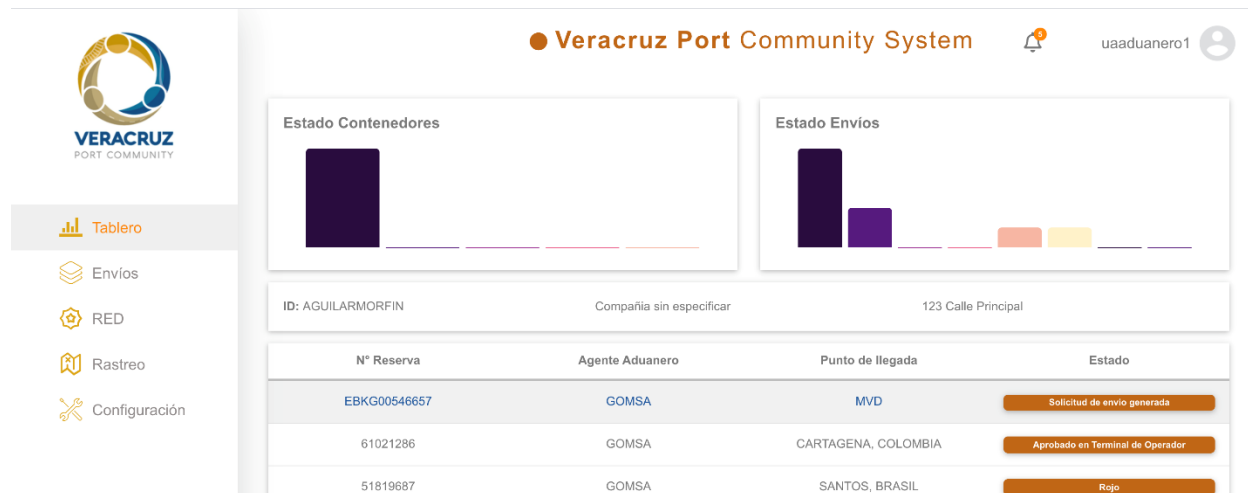 Veracruz Port Community System
5
uaaduanero1
VERACRUZ
PORT COMMUNITY
Tablero
Envíos
RED
Rastreo
Configuración
Estado Contenedores
Estado Envíos
ID: AGUILARMORFIN
Compañia sin especificar
123 Calle Principal
N° Reserva Agente Aduanero Punto de llegada Estado
EBKG00546657 GOMSA MVD Solicitud de envio generada
61021286 GOMSA CARTAGENA, COLOMBIA Aprobado en Terminal de Operador
51819687 GOMSA SANTOS, BRASIL Rojo